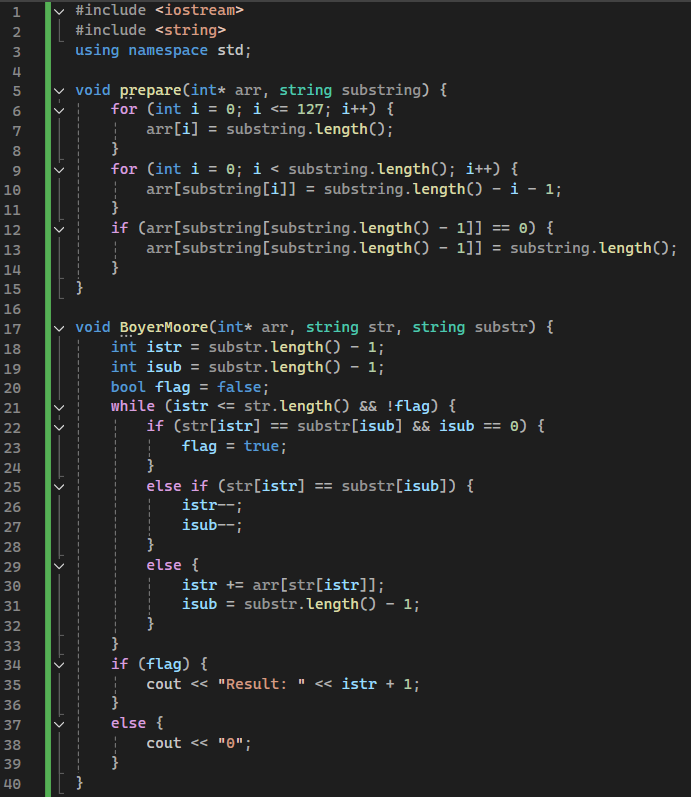 1 #include <iostream>
2 #include <string>
3 using namespace std;
4
5 void prepare(int* arr, string substring) {
6     for (int i = 0; i <= 127; i++) {
7         arr[i] = substring.length();
8     }
9     for (int i = 0; i < substring.length(); i++) {
10         arr[substring[i]] = substring.length() - i - 1;
11     }
12     if (arr[substring[substring.length() - 1]] == 0) {
13         arr[substring[substring.length() - 1]] = substring.length();
14     }
15 }
16
17 void BoyerMoore(int* arr, string str, string substr) {
18     int istr = substr.length() - 1;
19     int isub = substr.length() - 1;
20     bool flag = false;
21     while (istr <= str.length() && !flag) {
22         if (str[istr] == substr[isub] && isub == 0) {
23             flag = true;
24         }
25         else if (str[istr] == substr[isub]) {
26             istr--;
27             isub--;
28         }
29         else {
30             istr += arr[str[istr]];
31             isub = substr.length() - 1;
32         }
33     }
34     if (flag) {
35         cout << "Result: " << istr + 1;
36     }
37     else {
38         cout << "0";
39     }
40 }